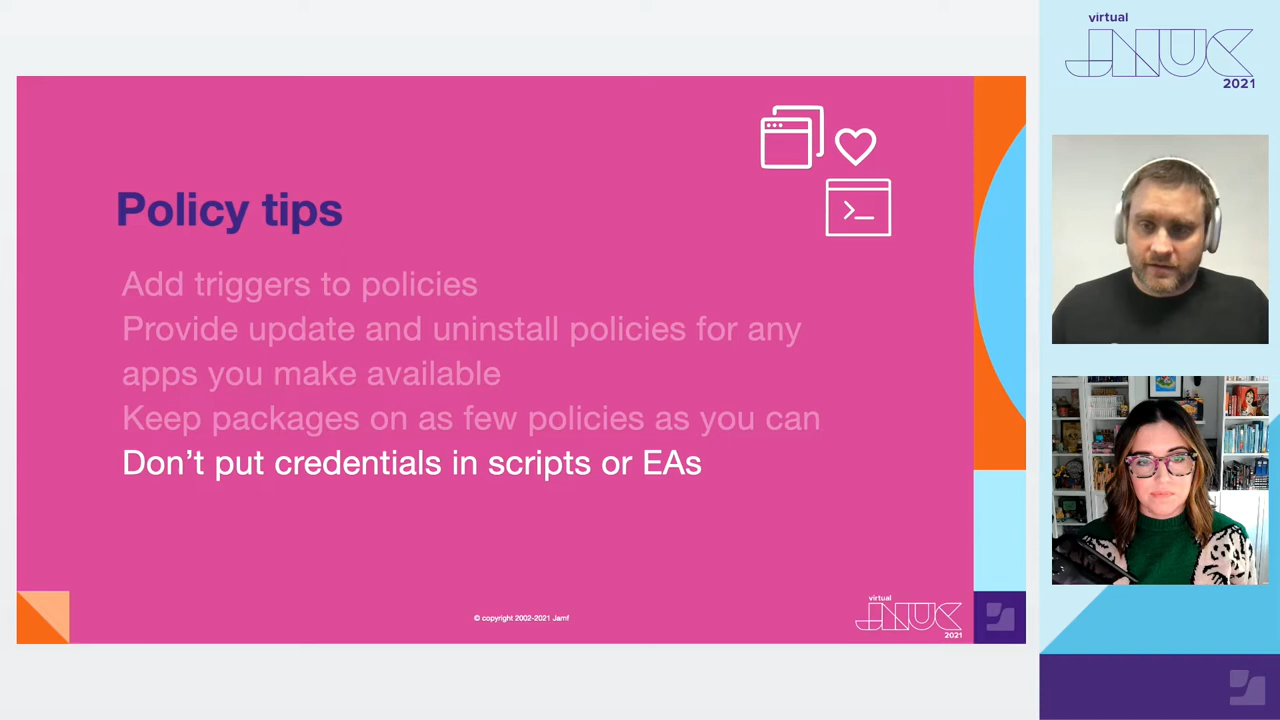 Policy tips
Add triggers to policies
Provide update and uninstall policies for any
apps you make available
Keep packages on as few policies as you can
Don’t put credentials in scripts or EAs
© copyright 2002-2021 Jamf
virtual
JNUC
2021
virtual
JNUC
2021